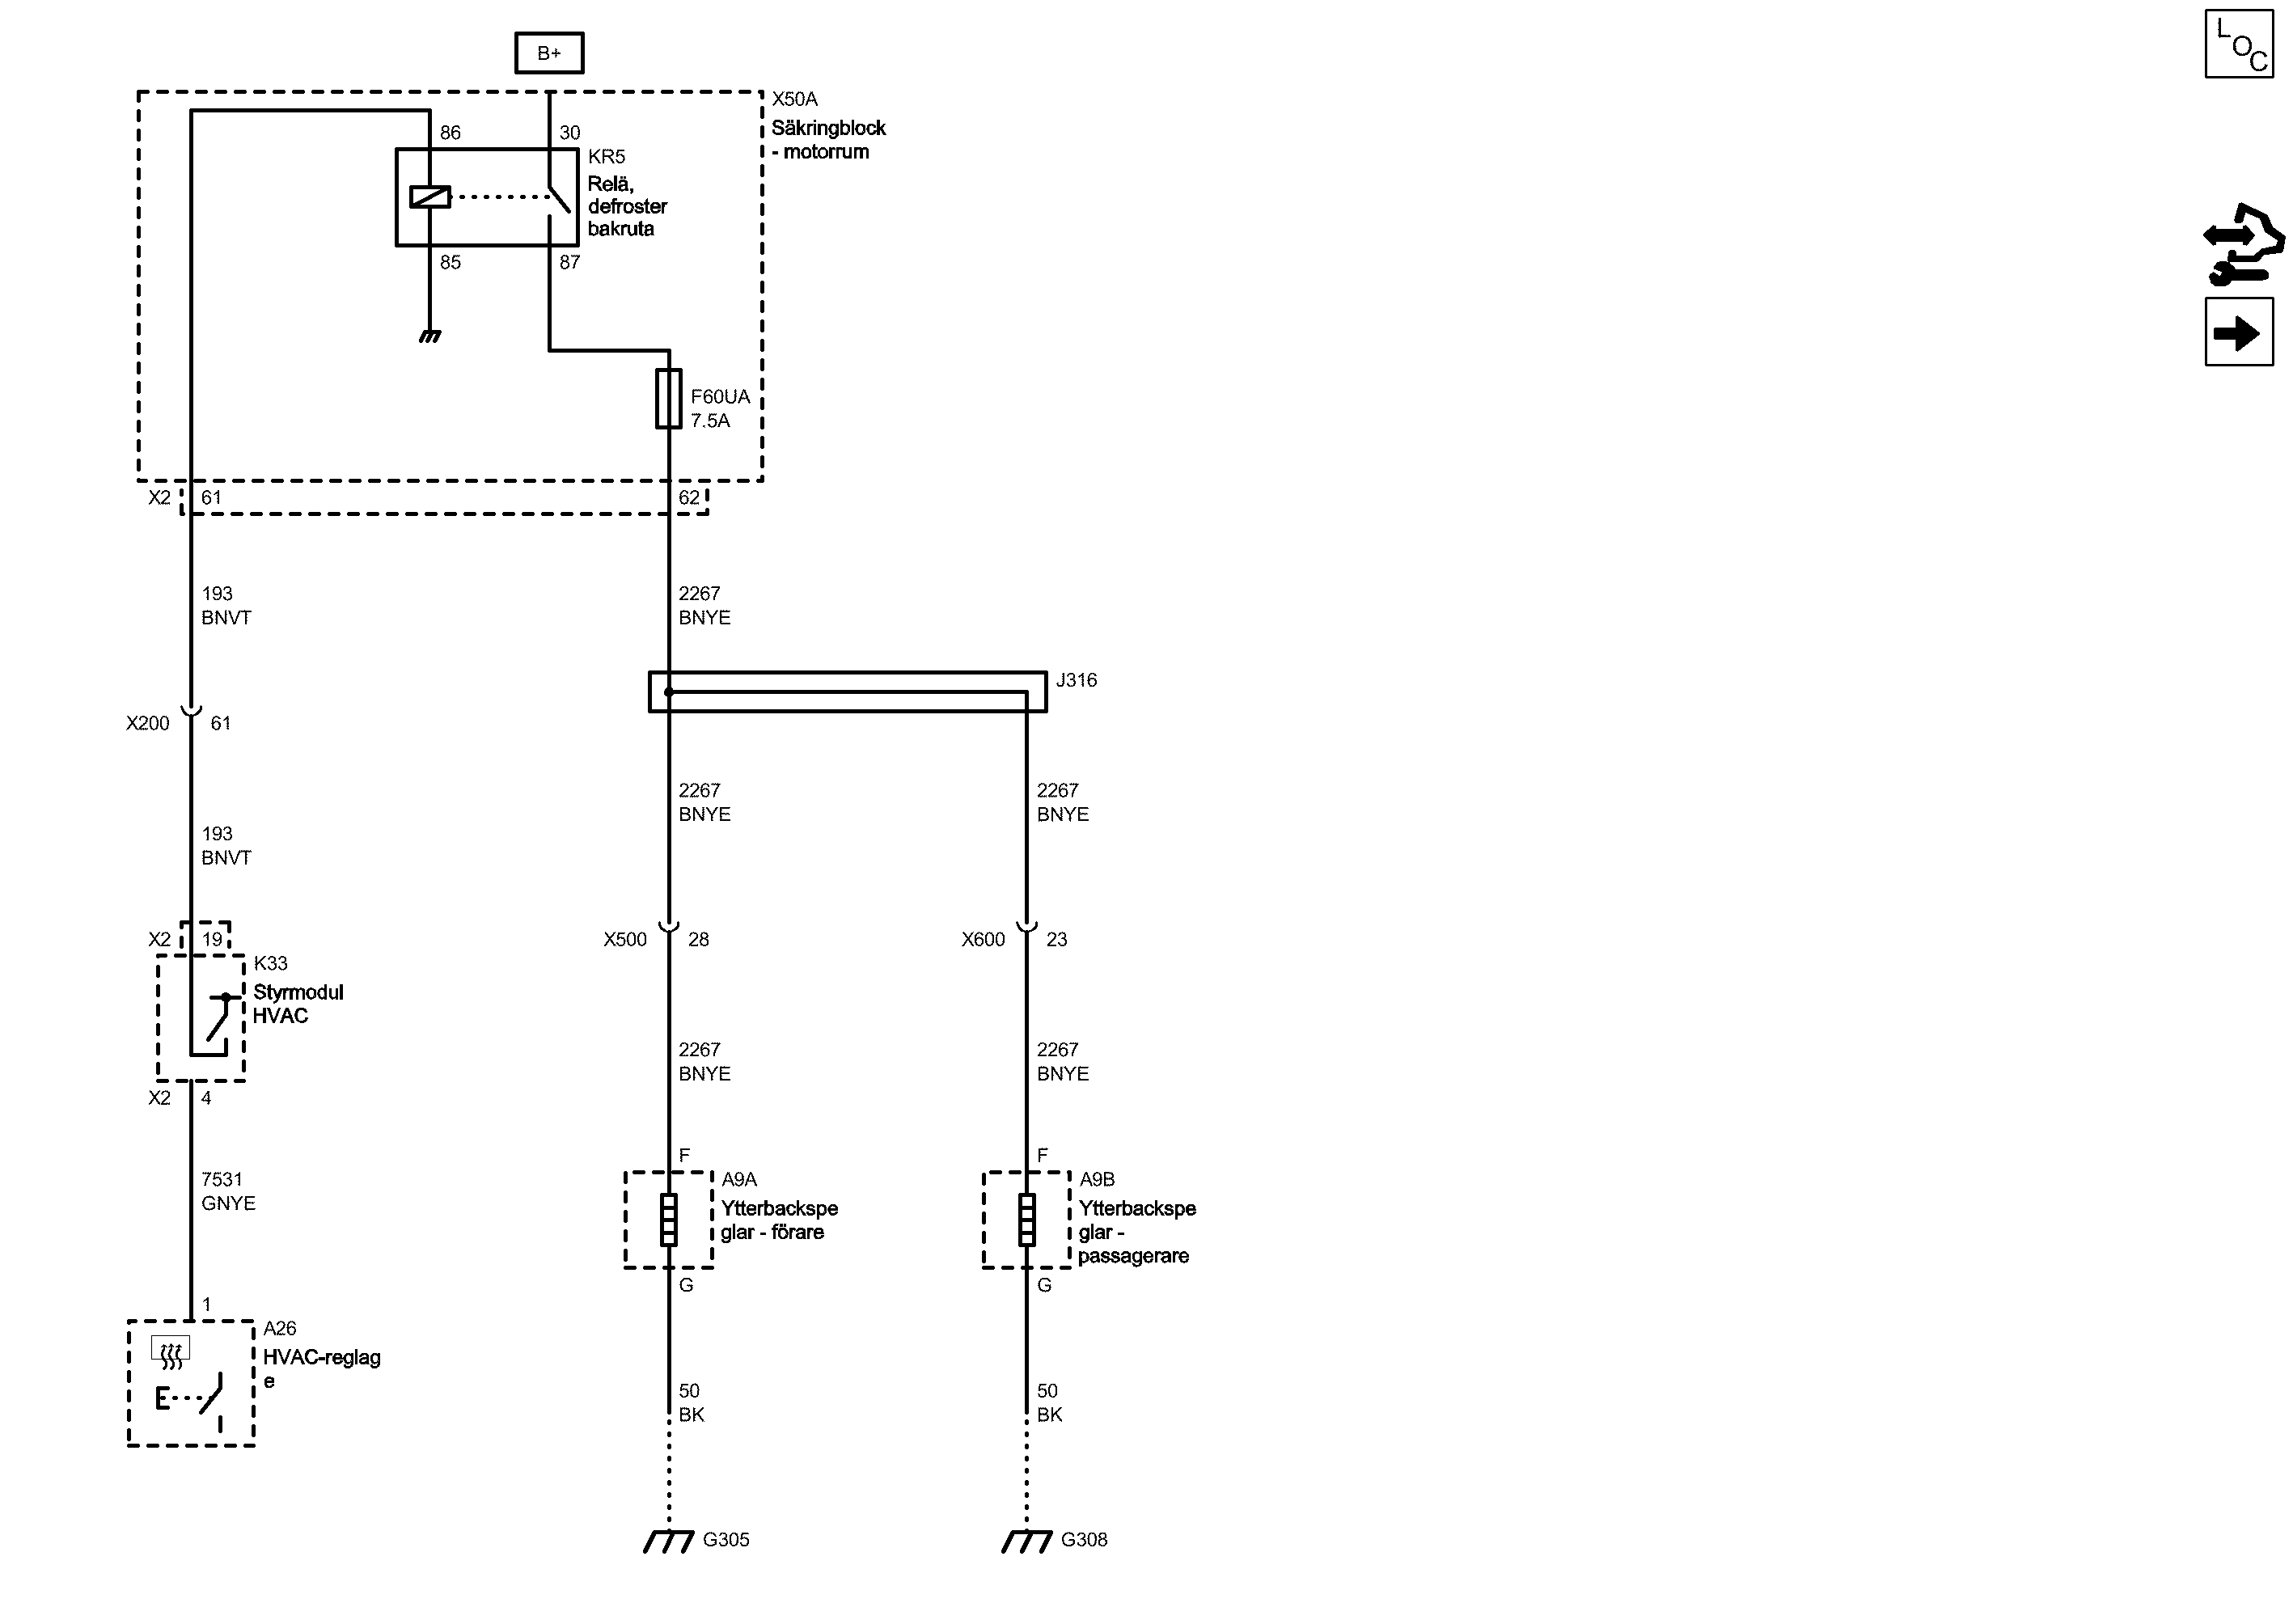 B+
LOC
X50A
Säkringblock
- motorrum
86
30
KR5
Relä,
defroster
bakruta
85
87
F60UA
7.5A
X2
61
62
193
BNVT
2267
BNYE
J316
X200
61
2267
BNYE
2267
BNYE
193
BNVT
X2
19
X500
28
X600
23
K33
Styrmodul
HVAC
2267
BNYE
2267
BNYE
X2
4
F
F
7531
GNYE
A9A
Ytterbackspe
glar - förare
A9B
Ytterbackspe
glar -
passagerare
G
G
1
A26
HVAC-reglag
e
50
BK
50
BK
G305
G308